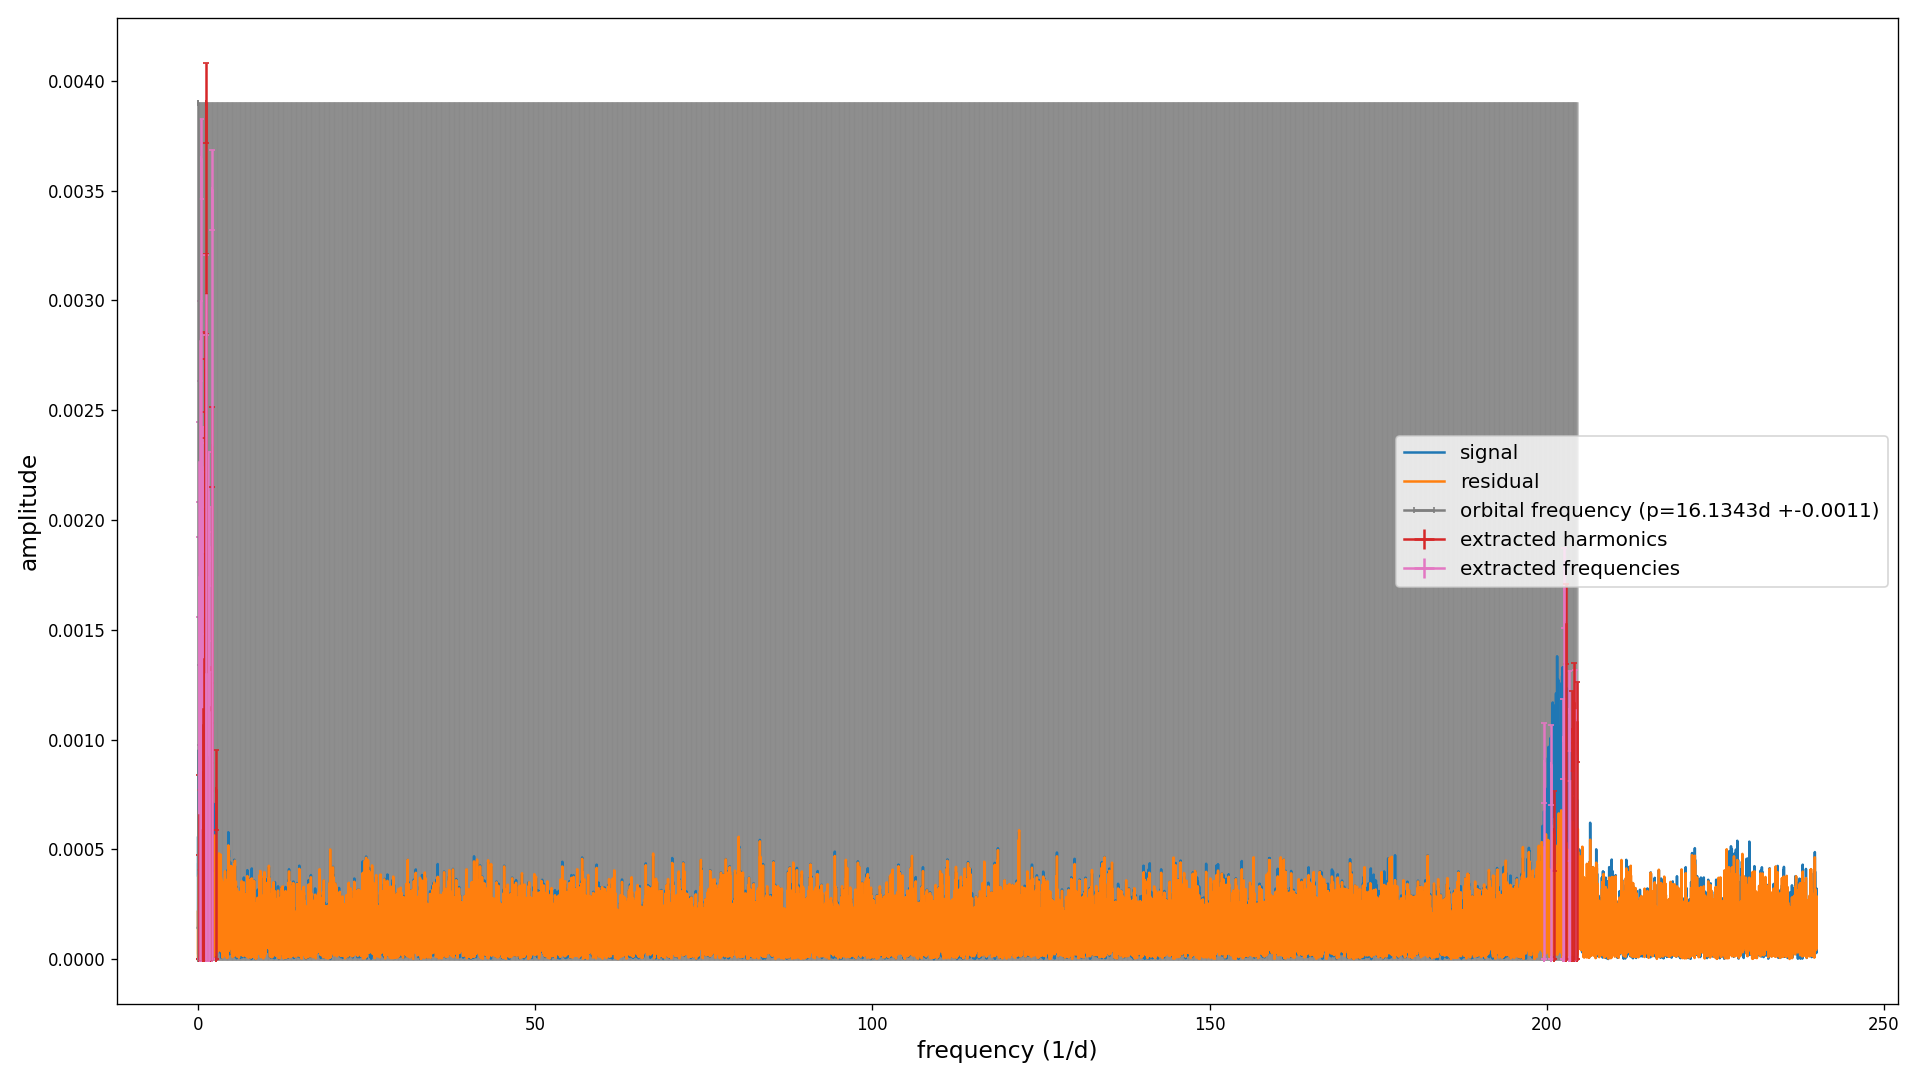 0.0040
0.0035
0.0030
0.0025
0.0020
0.0015
0.0010
0.0005
0.0000
amplitude
signal
residual
orbital frequency (p=16.1343d +-0.0011)
extracted harmonics
extracted frequencies
0 50 100 150 200 250
frequency (1/d)